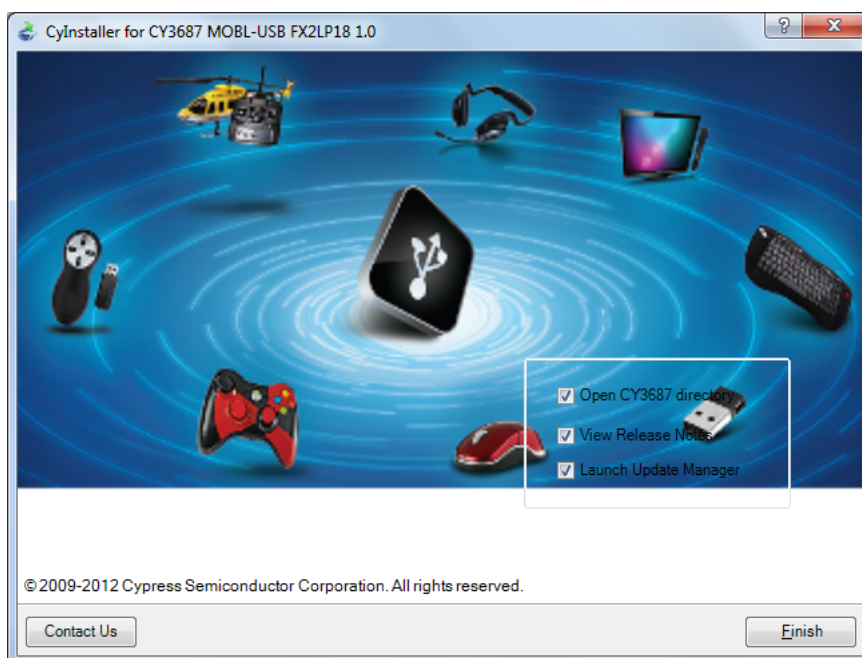 CyInstaller for CY3687 MOBL-USB FX2LP18 1.0
Open CY3687 directory
View Release Notes
Launch Update Manager
©2009-2012 Cypress Semiconductor Corporation. All rights reserved.
Contact Us
Finish